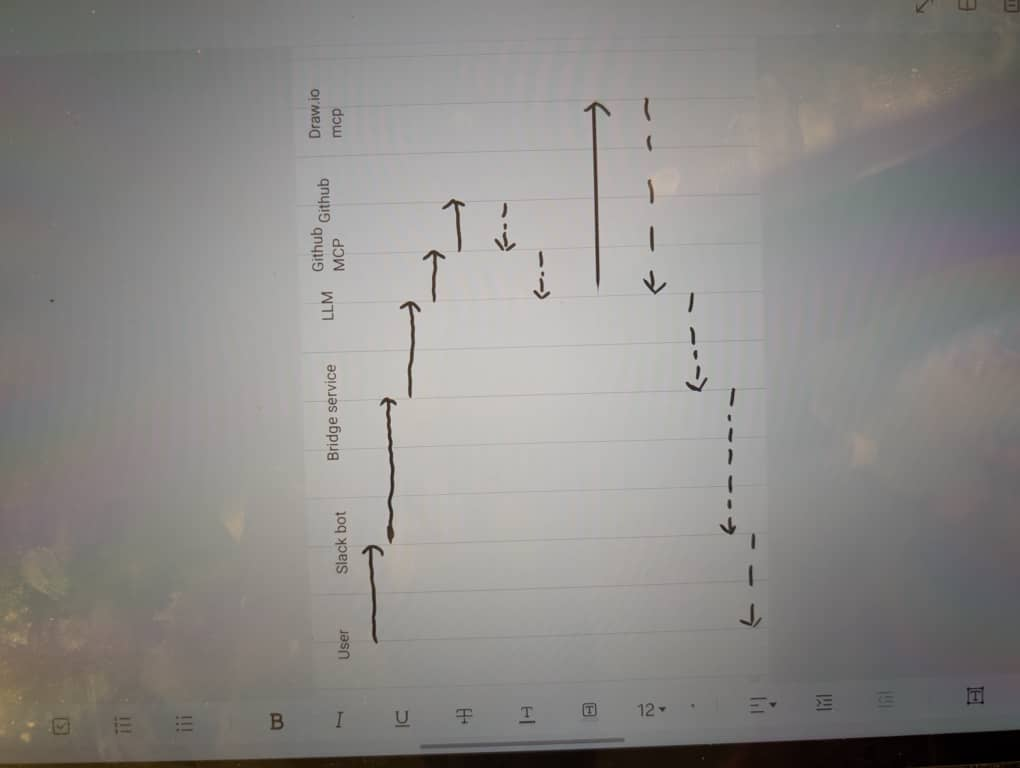 User
Slack bot
Bridge service
LLM
Github
MCP
Github
Draw.io
mcp
B
I
U
T
T
T
12
T